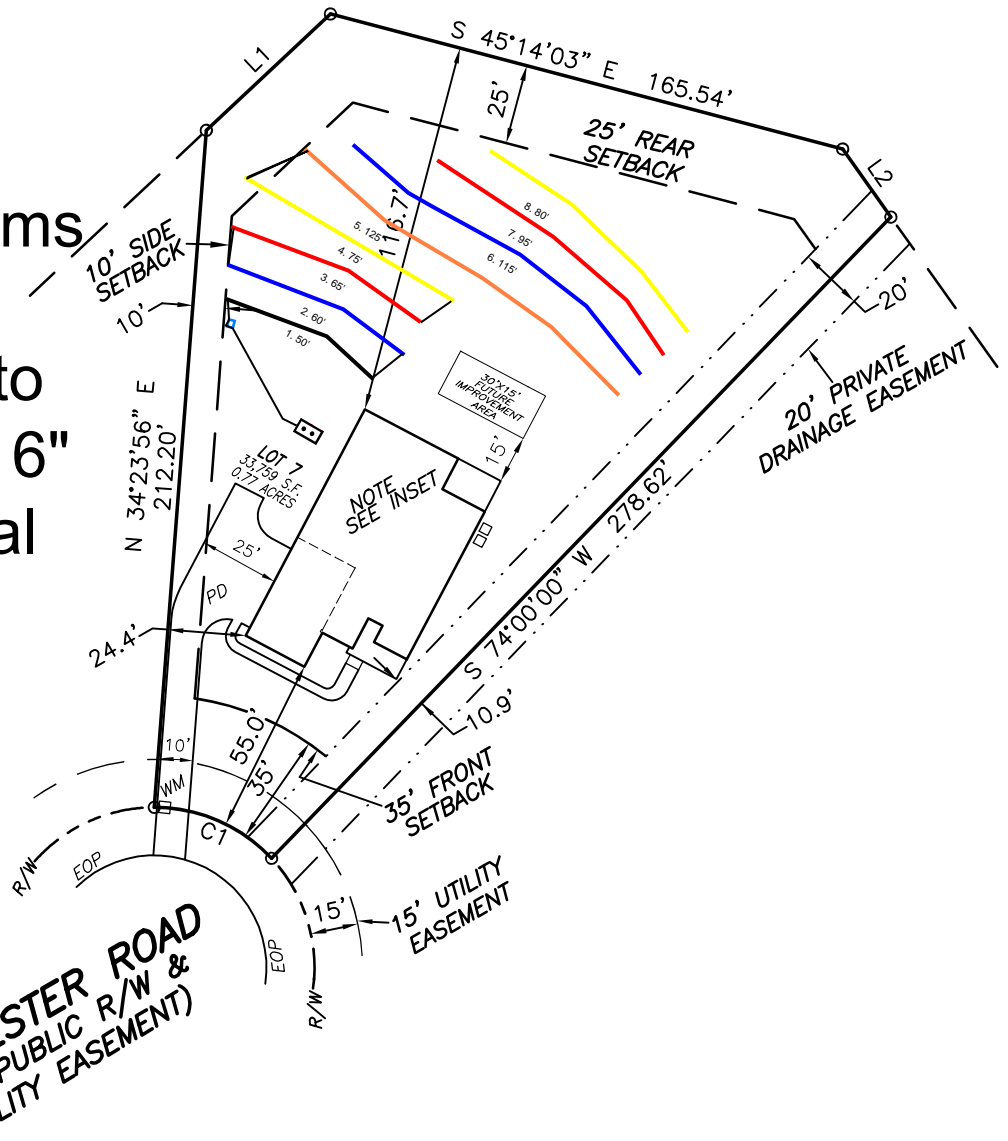 L1
S 45°14'03" E 165.54'
25'
25' REAR
SETBACK
L2
ms
to
6"
al
10' SIDE
SETBACK
10'
116.7'
8.80'
7.95'
6.115'
5.125'
4.75'
3.65'
2.60'
1.50'
20'
20' PRIVATE
DRAINAGE EASEMENT
N 34°23'56" E
212.20'
30'X15'
FUTURE
IMPROVEMENT
AREA
15'
LOT 7
33,759 S.F.
0.77 ACRES
NOTE
SEE INSET
S 74°00'00" W 278.62'
25'
PD
24.4'
10.9'
55.0'
35'
10'
WM
35' FRONT
SETBACK
C1
R/W
EOP
15'
15' UTILITY
EASEMENT
EOP
R/W
ESTER ROAD
PUBLIC R/W &
LITY EASEMENT)